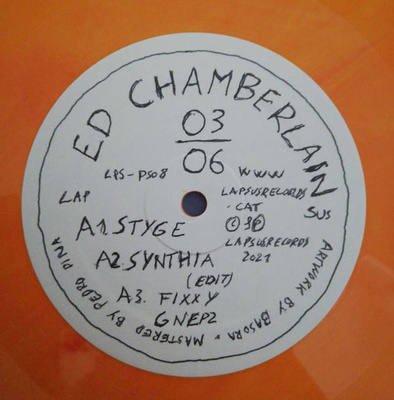 ED CHAMBERLAIN
03
06
LPS-PS08
WWW
LAPSUSRECORDS
.CAT
LAP
SUS
© & ℗
LAPSUSRECORDS
2021
A1. STYGE
A2. SYNTHIA
(EDIT)
A3. FIXXY
GNEPZ
ARTWORK BY BASORA. MASTERED BY PEDRO PINA